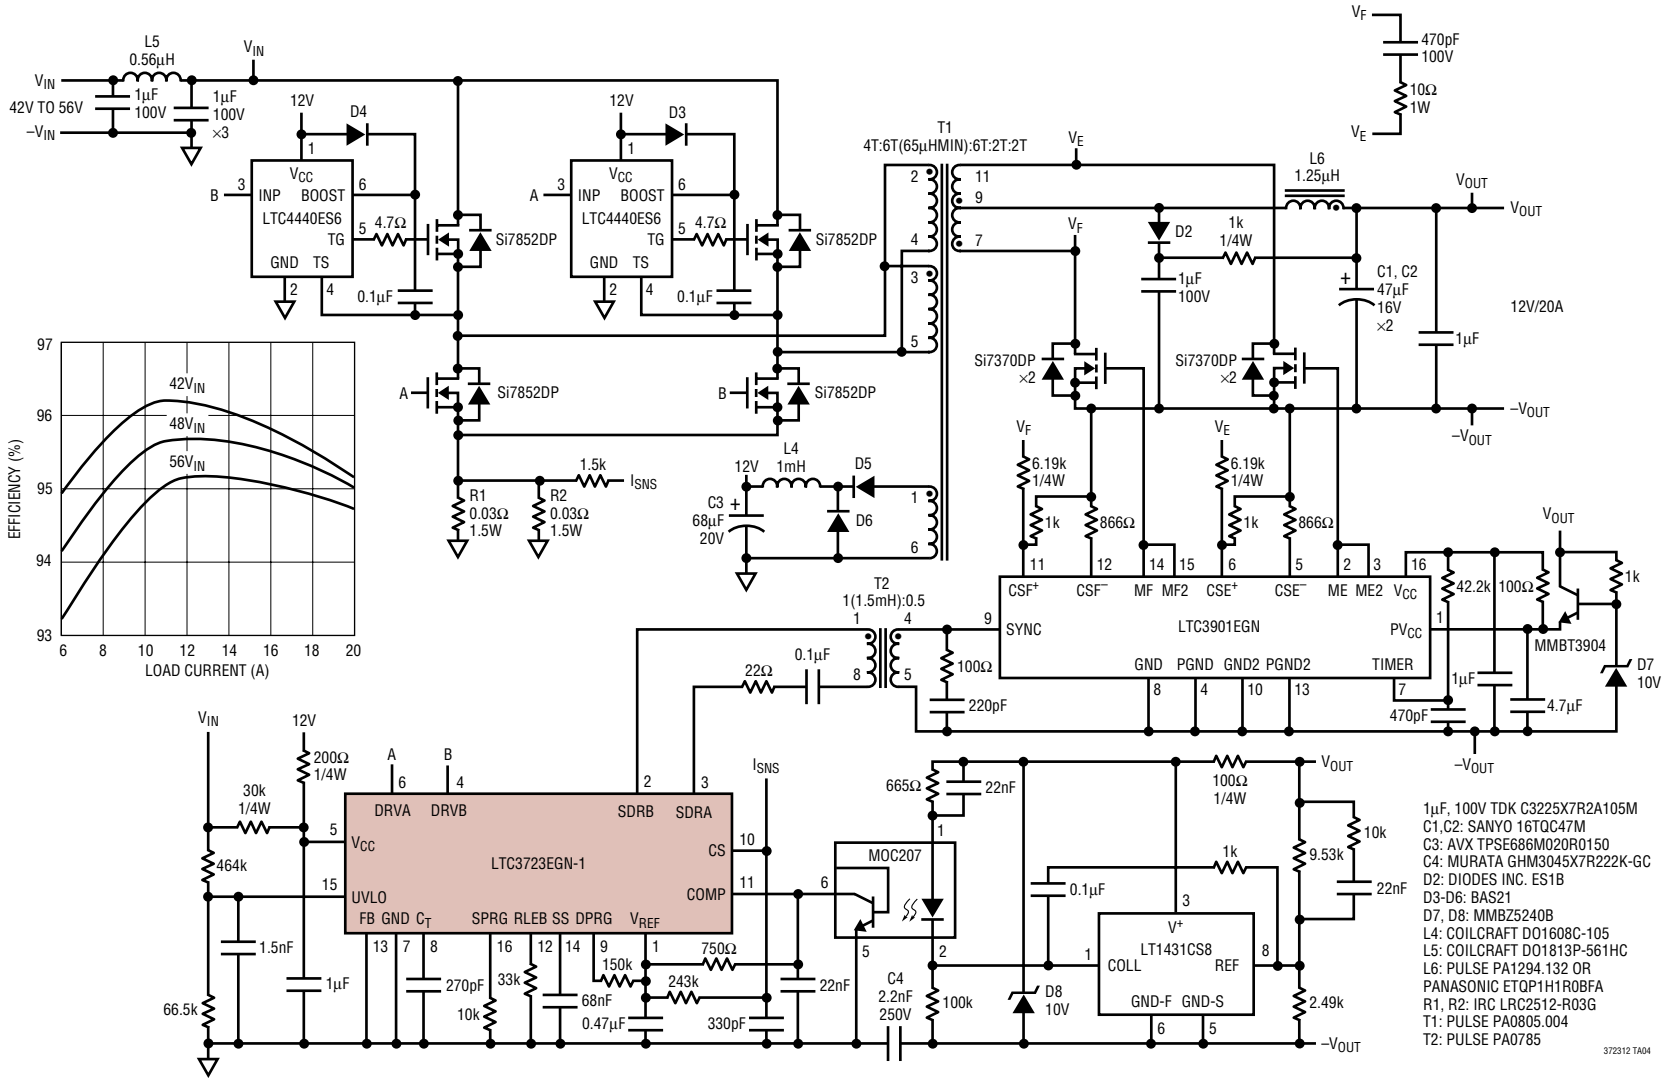 L5
0.56µH
VIN
VIN
42V TO 56V
–VIN
1µF
100V
1µF
100V
×3
12V
D4
1
VCC
B
3
INP
BOOST
6
LTC4440ES6
TG
5
4.7Ω
GND
TS
2
4
0.1µF
Si7852DP
12V
D3
1
VCC
A
3
INP
BOOST
6
LTC4440ES6
TG
5
4.7Ω
GND
TS
2
4
0.1µF
Si7852DP
A
Si7852DP
B
Si7852DP
1.5k
ISNS
R1
0.03Ω
1.5W
R2
0.03Ω
1.5W
T1
4T:6T(65µHMIN):6T:2T:2T
2
4
3
5
1
6
11
9
7
12V
L4
1mH
D5
D6
C3
+
68µF
20V
VF
470pF
100V
10Ω
1W
VE
VE
VF
D2
1µF
100V
1k
1/4W
L6
1.25µH
VOUT
VOUT
+
C1, C2
47µF
16V
×2
1µF
12V/20A
Si7370DP
×2
Si7370DP
×2
–VOUT
–VOUT
VF
6.19k
1/4W
1k
866Ω
VE
6.19k
1/4W
1k
866Ω
11
12
14
15
6
5
2
3
16
CSF+
CSF–
MF
MF2
CSE+
CSE–
ME
ME2
VCC
9
SYNC
LTC3901EGN
PVCC
1
GND
PGND
GND2
PGND2
TIMER
8
4
10
13
7
42.2k
100Ω
VOUT
1k
MMBT3904
D7
10V
1µF
4.7µF
470pF
–VOUT
T2
1(1.5mH):0.5
1
8
4
5
100Ω
220pF
22Ω
0.1µF
97
96
95
94
93
EFFICIENCY (%)
42VIN
48VIN
56VIN
6
8
10
12
14
16
18
20
LOAD CURRENT (A)
VIN
12V
200Ω
1/4W
30k
1/4W
464k
66.5k
1.5nF
1µF
A
B
ISNS
6
4
2
3
DRVA
DRVB
SDRB
SDRA
5
VCC
LTC3723EGN-1
CS
10
COMP
11
15
UVLO
FB
GND
CT
SPRG
RLEB
SS
DPRG
VREF
13
7
8
16
12
14
9
1
270pF
10k
33k
68nF
150k
0.47µF
750Ω
243k
330pF
22nF
MOC207
6
5
1
2
665Ω
22nF
C4
2.2nF
250V
100k
D8
10V
0.1µF
1k
100Ω
1/4W
VOUT
3
V+
LT1431CS8
1
COLL
REF
8
GND-F
GND-S
6
5
9.53k
10k
22nF
2.49k
–VOUT
1µF, 100V TDK C3225X7R2A105M
C1,C2: SANYO 16TQC47M
C3: AVX TPSE686M020R0150
C4: MURATA GHM3045X7R222K-GC
D2: DIODES INC. ES1B
D3-D6: BAS21
D7, D8: MMBZ5240B
L4: COILCRAFT DO1608C-105
L5: COILCRAFT DO1813P-561HC
L6: PULSE PA1294.132 OR
PANASONIC ETQP1H1R0BFA
R1, R2: IRC LRC2512-R03G
T1: PULSE PA0805.004
T2: PULSE PA0785
372312 TA04